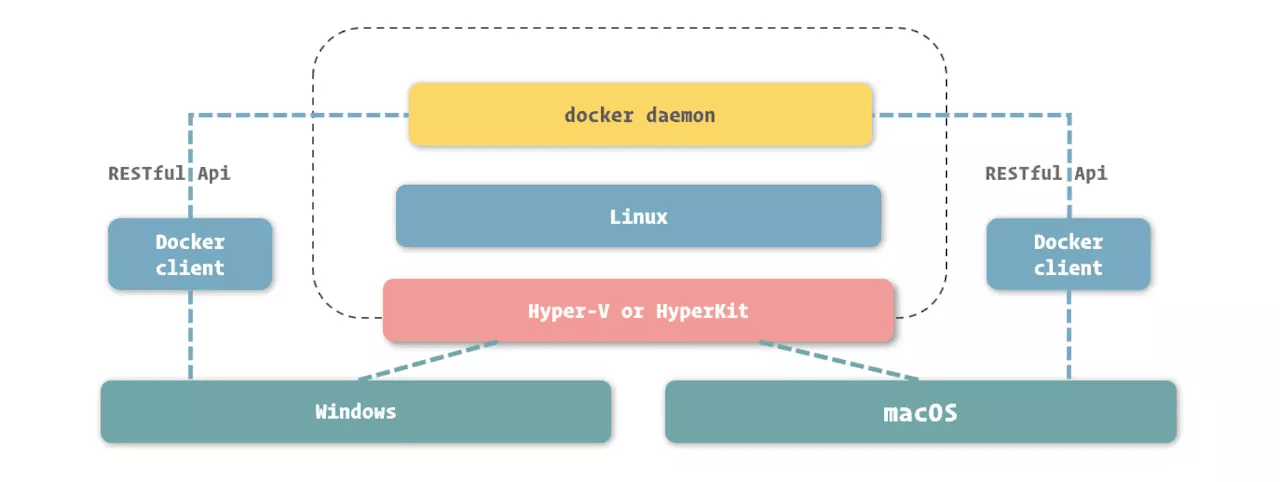 docker daemon
RESTful Api
RESTful Api
Linux
Docker
client
Docker
client
Hyper-V or HyperKit
Windows
macOS